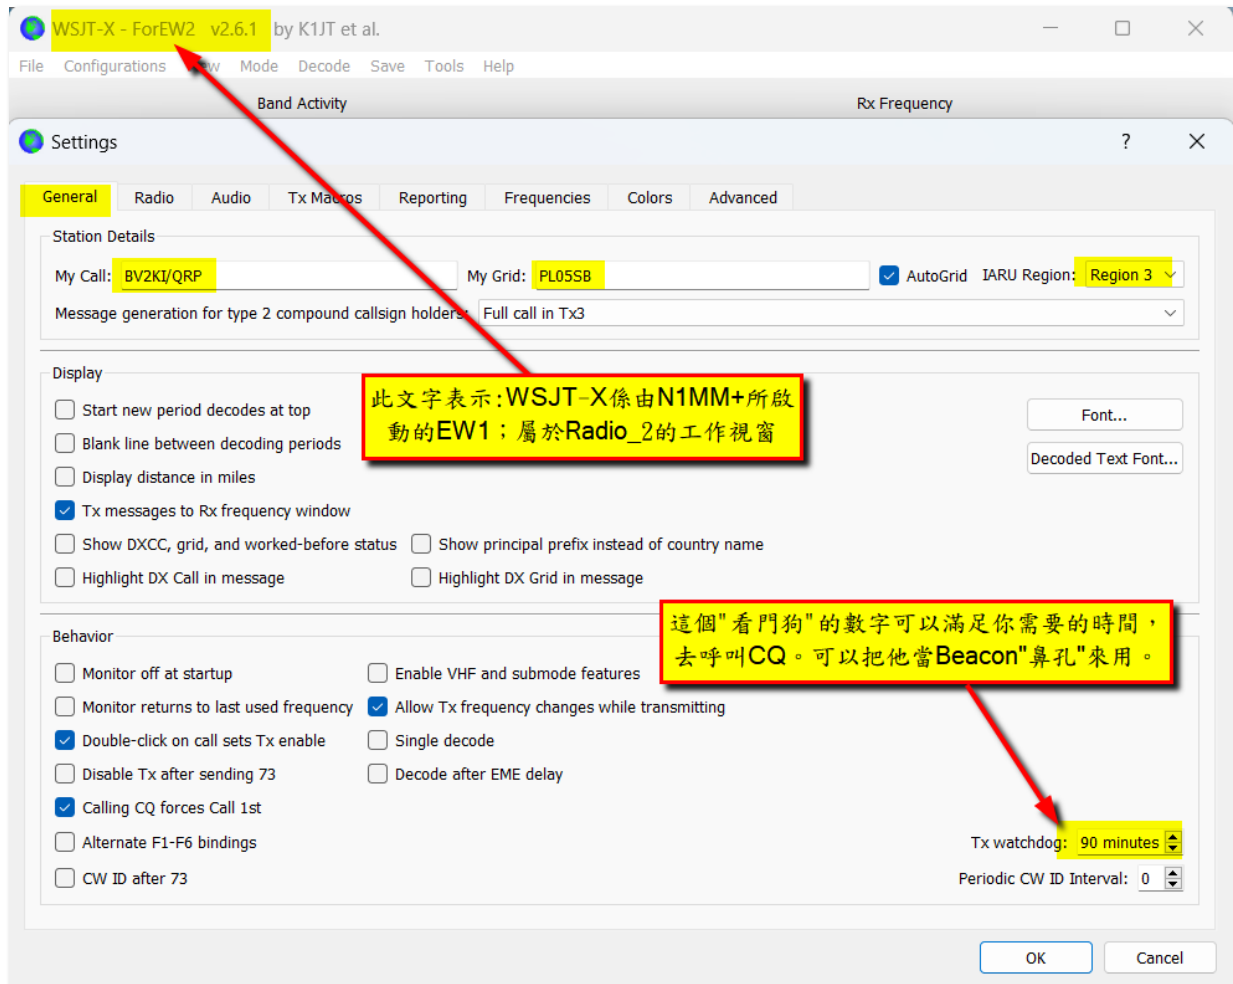 WSJT-X - ForEW2 v2.6.1 by K1JT et al.
File Configurations Mode Decode Save Tools Help
Band Activity Rx Frequency
Settings ?
General Radio Audio Tx Macros Reporting Frequencies Colors Advanced
Station Details
My Call: BV2KI/QRP My Grid: PL05SB AutoGrid IARU Region: Region 3
Message generation for type 2 compound callsign holders: Full call in Tx3
Display
Start new period decodes at top
Blank line between decoding periods
Display distance in miles
Tx messages to Rx frequency window
Show DXCC, grid, and worked-before status Show principal prefix instead of country name
Highlight DX Call in message Highlight DX Grid in message
Font...
Decoded Text Font...
此文字表示:WSJT-X係由N1MM+所啟
動的EW1；屬於Radio_2的工作視窗
Behavior
Monitor off at startup Enable VHF and submode features
Monitor returns to last used frequency Allow Tx frequency changes while transmitting
Double-click on call sets Tx enable Single decode
Disable Tx after sending 73 Decode after EME delay
Calling CQ forces Call 1st
Alternate F1-F6 bindings
CW ID after 73
這個"看門狗"的數字可以滿足你需要的時間，
去呼叫CQ。可以把他當Beacon"鼻孔"來用。
Tx watchdog: 90 minutes
Periodic CW ID Interval: 0
OK Cancel